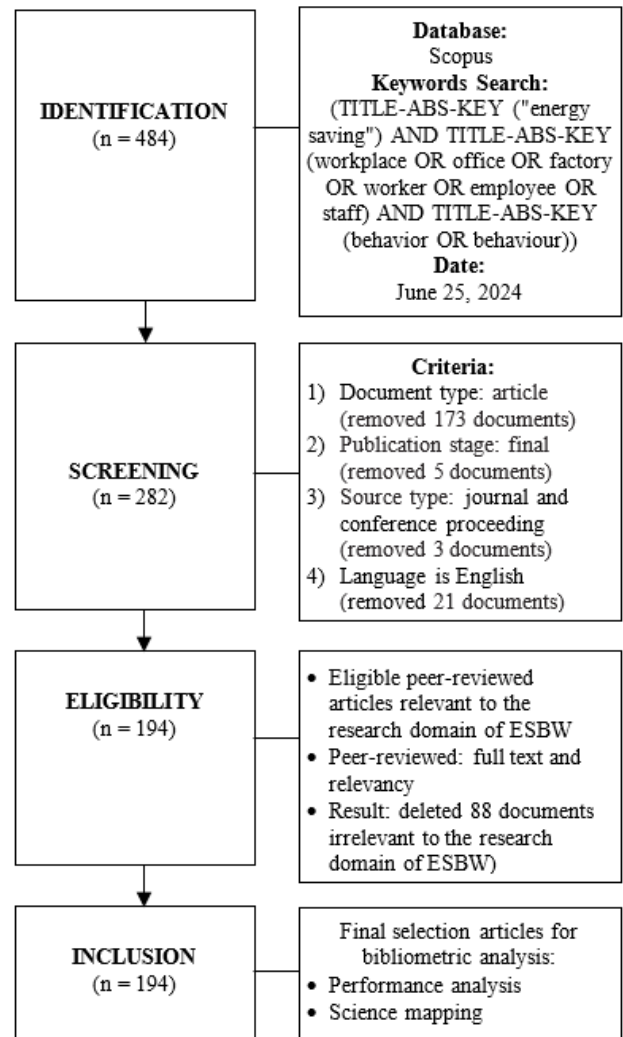 IDENTIFICATION
(n = 484)
Database:
Scopus
Keywords Search:
(TITLE-ABS-KEY ("energy
saving") AND TITLE-ABS-KEY
(workplace OR office OR factory
OR worker OR employee OR
staff) AND TITLE-ABS-KEY
(behavior OR behaviour))
Date:
June 25, 2024
SCREENING
(n = 282)
Criteria:
1) Document type: article
(removed 173 documents)
2) Publication stage: final
(removed 5 documents)
3) Source type: journal and
conference proceeding
(removed 3 documents)
4) Language is English
(removed 21 documents)
ELIGIBILITY
(n = 194)
• Eligible peer-reviewed
articles relevant to the
research domain of ESBW
• Peer-reviewed: full text and
relevancy
• Result: deleted 88 documents
irrelevant to the research
domain of ESBW)
INCLUSION
(n = 194)
Final selection articles for
bibliometric analysis:
• Performance analysis
• Science mapping